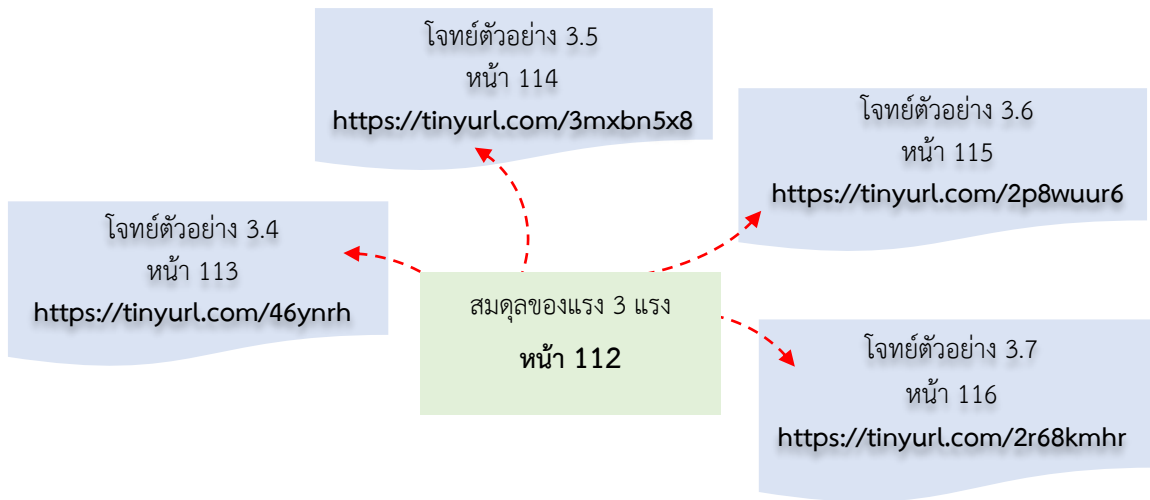 โจทย์ตัวอย่าง 3.5
หน้า 114
https://tinyurl.com/3mxbn5x8
โจทย์ตัวอย่าง 3.6
หน้า 115
https://tinyurl.com/2p8wuur6
โจทย์ตัวอย่าง 3.4
หน้า 113
https://tinyurl.com/46ynrh
สมดุลของแรง 3 แรง
หน้า 112
โจทย์ตัวอย่าง 3.7
หน้า 116
https://tinyurl.com/2r68kmhr